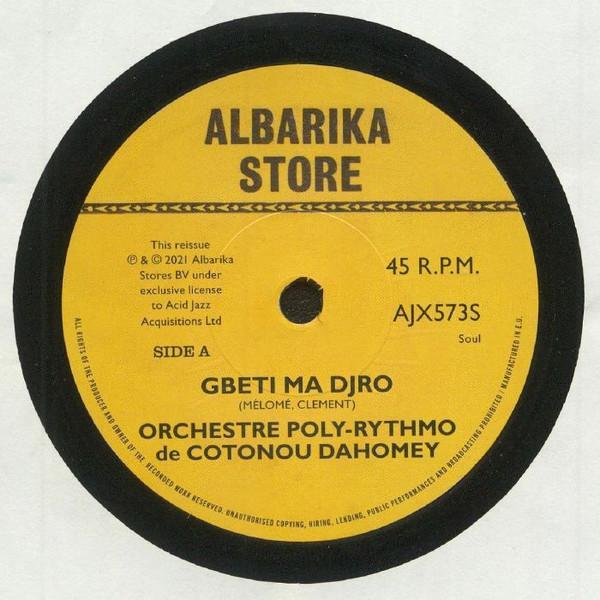 ALBARIKA
STORE
This reissue
℗ & © 2021 Albarika
Stores BV under
exclusive license
to Acid Jazz
Acquisitions Ltd
SIDE A
45 R.P.M.
AJX573S
Soul
GBETI MA DJRO
(MÉLOMÉ, CLEMENT)
ORCHESTRE POLY-RYTHMO
de COTONOU DAHOMEY
ALL RIGHTS OF THE PRODUCER AND OWNER OF THE RECORDED WORK RESERVED. UNAUTHORISED COPYING, HIRING, LENDING, PUBLIC PERFORMANCES AND BROADCASTING PROHIBITED / MANUFACTURED IN E.U.